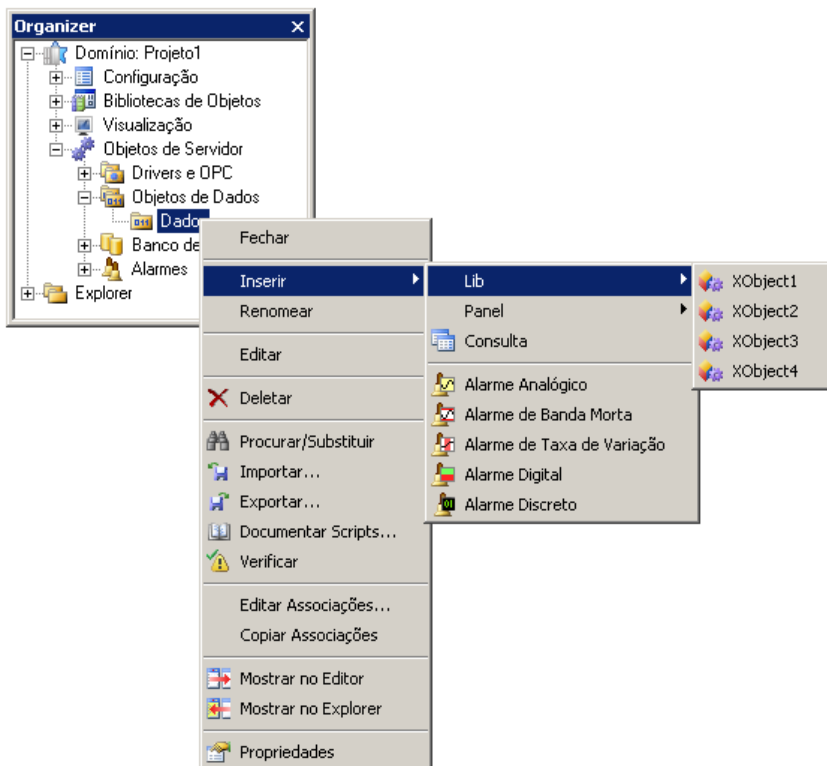 Organizer
Domínio: Projeto1
Configuração
Bibliotecas de Objetos
Visualização
Objetos de Servidor
Drivers e OPC
Objetos de Dados
Dados
Banco de
Alarmes
Explorer
Fechar
Inserir
Renomear
Editar
Deletar
Procurar/Substituir
Importar...
Exportar...
Documentar Scripts...
Verificar
Editar Associações...
Copiar Associações
Mostrar no Editor
Mostrar no Explorer
Propriedades
Lib
Panel
Consulta
Alarme Analógico
Alarme de Banda Morta
Alarme de Taxa de Variação
Alarme Digital
Alarme Discreto
XObject1
XObject2
XObject3
XObject4